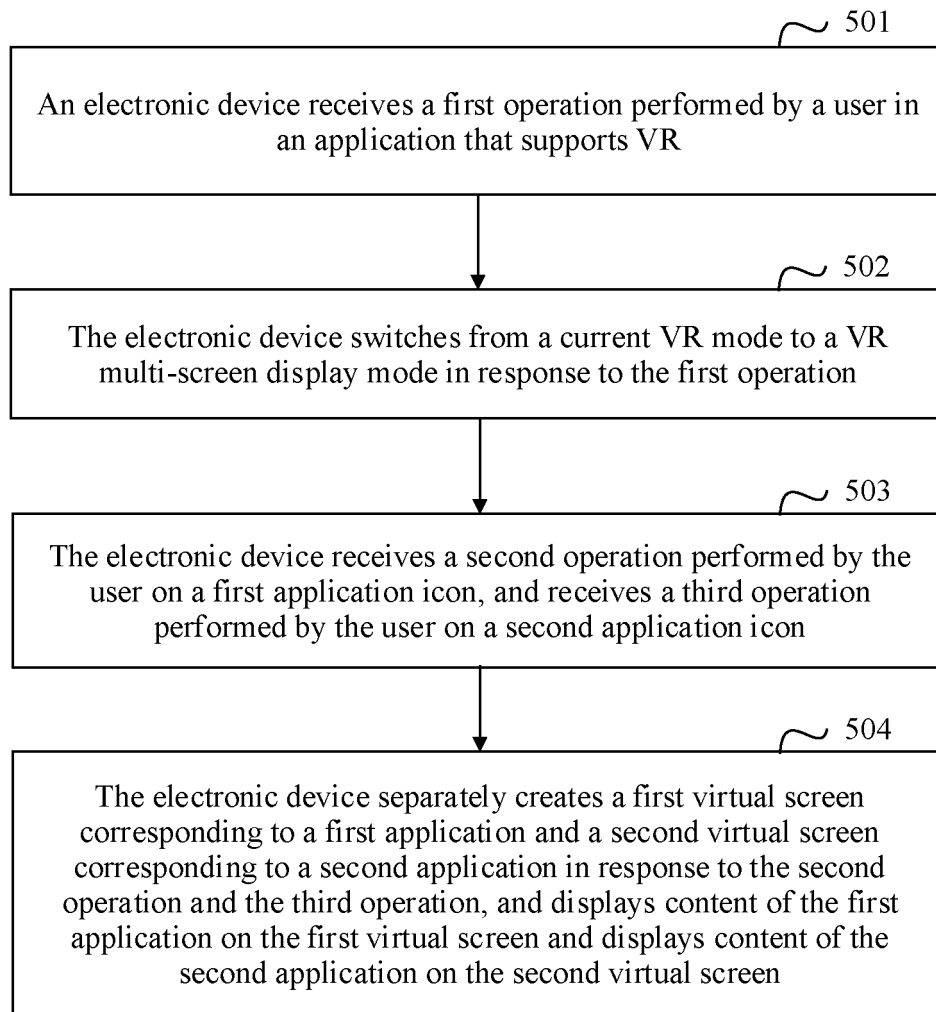 501
An electronic device receives a first operation performed by a user in
an application that supports VR
502
The electronic device switches from a current VR mode to a VR
multi-screen display mode in response to the first operation
503
The electronic device receives a second operation performed by the
user on a first application icon, and receives a third operation
performed by the user on a second application icon
504
The electronic device separately creates a first virtual screen
corresponding to a first application and a second virtual screen
corresponding to a second application in response to the second
operation and the third operation, and displays content of the first
application on the first virtual screen and displays content of the
second application on the second virtual screen